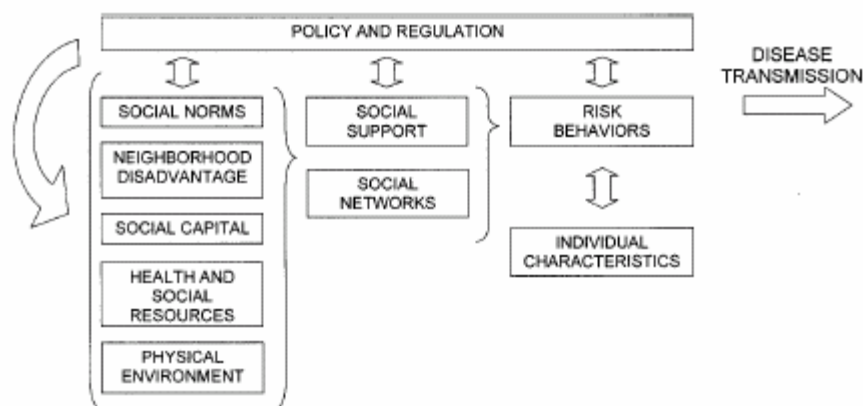 POLICY AND REGULATION
DISEASE
TRANSMISSION
SOCIAL NORMS
NEIGHBORHOOD
DISADVANTAGE
SOCIAL CAPITAL
HEALTH AND
SOCIAL
RESOURCES
PHYSICAL
ENVIRONMENT
SOCIAL
SUPPORT
SOCIAL
NETWORKS
RISK
BEHAVIORS
INDIVIDUAL
CHARACTERISTICS